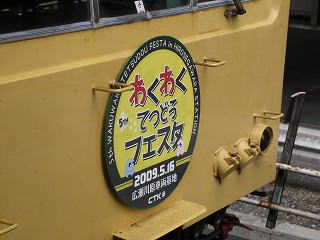 5TH WAKUWAKU TETSUDOU FESTA in HIROSEGAWARA STATION
わくわく
5TH
てつどう
フェスタ
2009.5.16
広瀬川原車両基地
CTK